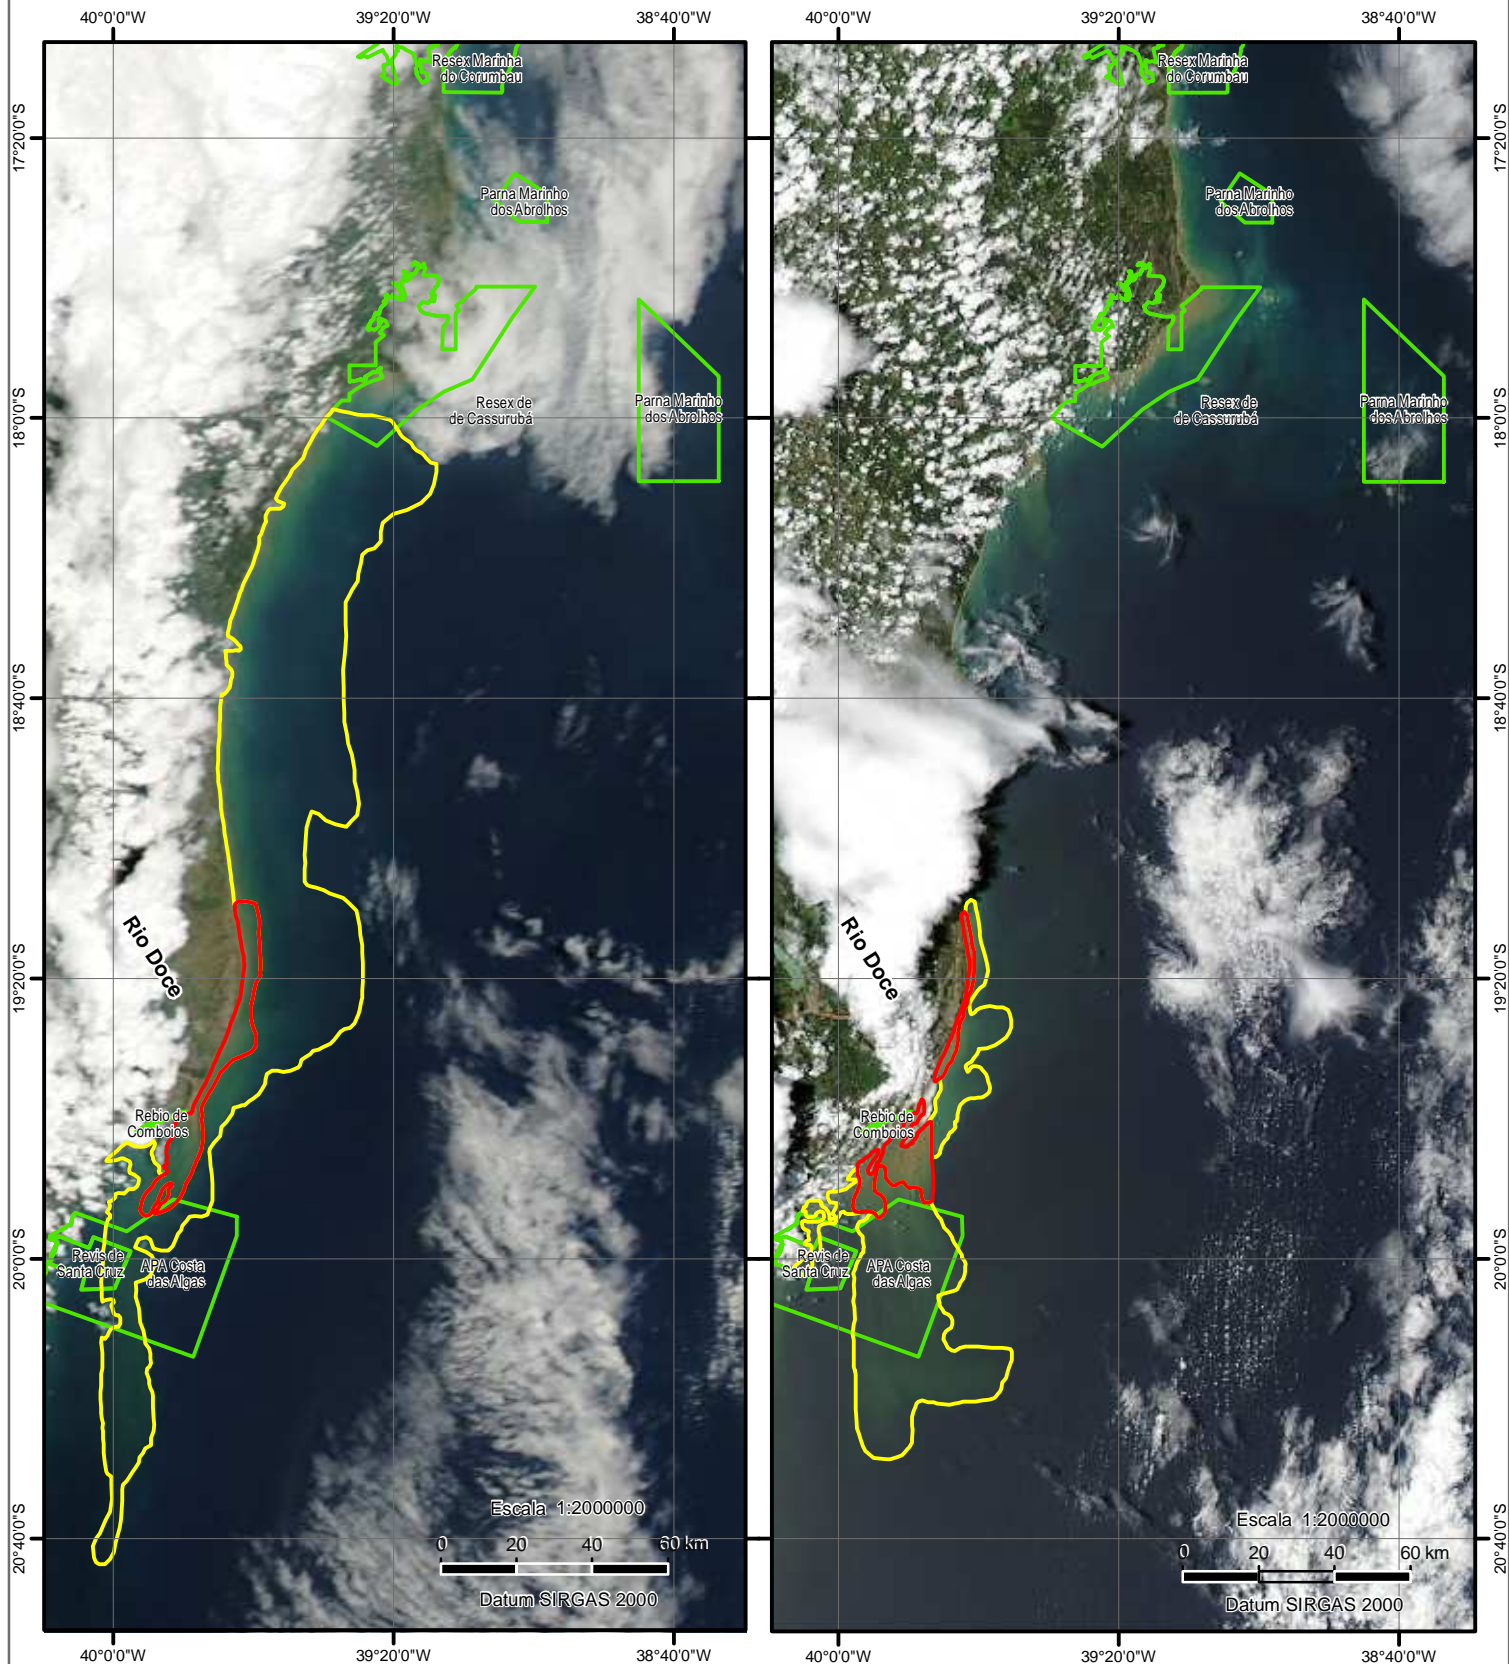 40°0'0"W
39°20'0"W
38°40'0"W
40°0'0"W
39°20'0"W
38°40'0"W
Resex Marinha
do Corumbau
Resex Marinha
do Corumbau
17°20'0"S
17°20'0"S
Parna Marinho
dos Abrolhos
Parna Marinho
dos Abrolhos
Resex de
de Cassurubá
Parna Marinho
dos Abrolhos
Resex de
de Cassurubá
Parna Marinho
dos Abrolhos
18°0'0"S
18°0'0"S
18°40'0"S
18°40'0"S
Rio Doce
Rio Doce
19°20'0"S
19°20'0"S
Rebio de
Comboios
Rebio de
Comboios
Revis de
Santa Cruz
APA Costa
das Algas
Revis de
Santa Cruz
APA Costa
das Algas
20°0'0"S
20°0'0"S
Escala 1:2000000
0 20 40 60 km
Datum SIRGAS 2000
Escala 1:2000000
0 20 40 60 km
Datum SIRGAS 2000
20°40'0"S
20°40'0"S
40°0'0"W
39°20'0"W
38°40'0"W
40°0'0"W
39°20'0"W
38°40'0"W